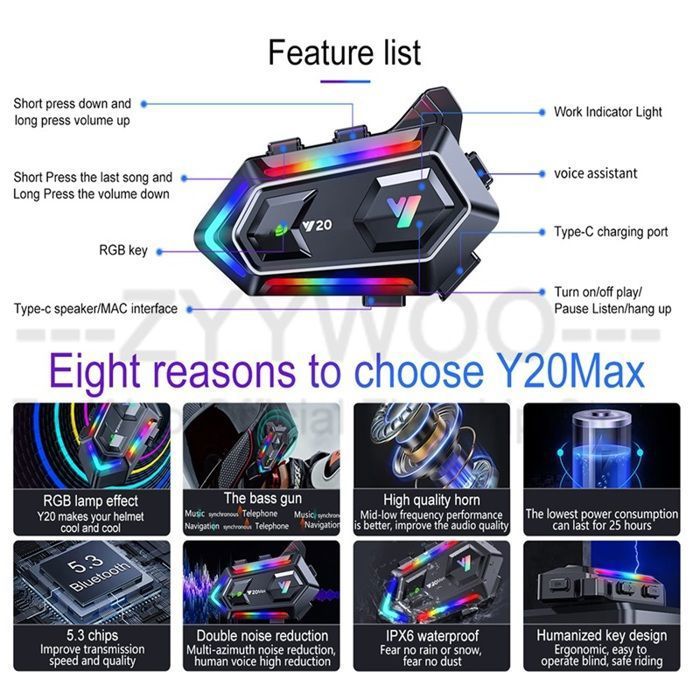 Feature list
Short press down and
long press volume up
Work Indicator Light
Short Press the last song and
Long Press the volume down
voice assistant
RGB key
Type-C charging port
Type-c speaker/MAC interface
Turn on/off play/
Pause Listen/hang up
Y20
---ZYYWOO---
Eight reasons to choose Y20Max
RGB lamp effect
Y20 makes your helmet
cool and cool
The bass gun
Music synchronous Telephone Music
Navigation synchronous Telephone Navigation
High quality horn
Mid-low frequency performance
is better, improve the audio quality
The lowest power consumption
can last for 25 hours
5.3
Bluetooth
5.3 chips
Improve transmission
speed and quality
Y20Max
Double noise reduction
Multi-azimuth noise reduction,
human voice high reduction
IPX6 waterproof
Fear no rain or snow,
fear no dust
Humanized key design
Ergonomic, easy to
operate blind, safe riding